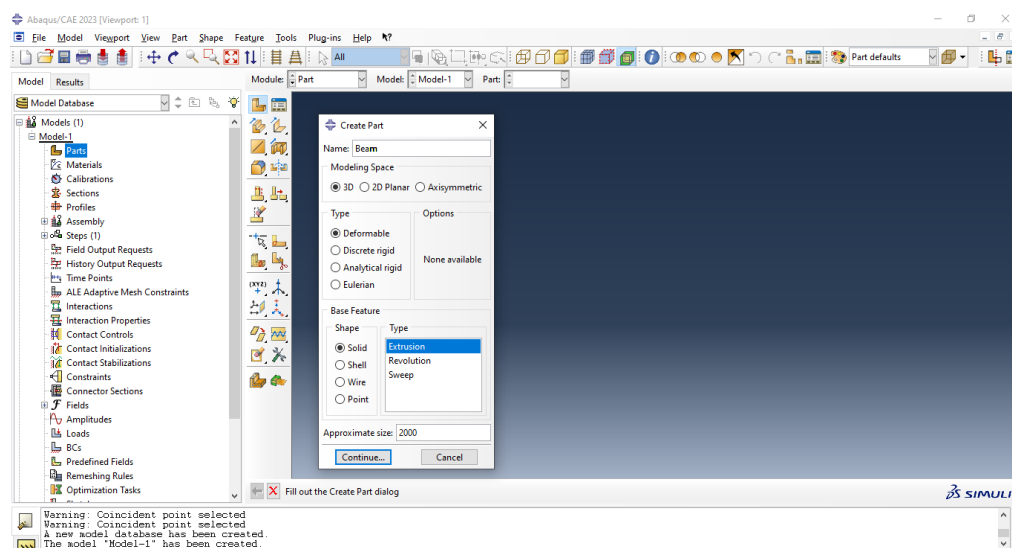 Abaqus/CAE 2023 [Viewport: 1]
File Model Viewport View Part Shape Feature Tools Plug-ins Help
All
Part defaults
Model Results
Module: Part Model: Model-1 Part:
Model Database
Models (1)
Model-1
Parts
Materials
Calibrations
Sections
Profiles
Assembly
Steps (1)
Field Output Requests
History Output Requests
Time Points
ALE Adaptive Mesh Constraints
Interactions
Interaction Properties
Contact Controls
Contact Initializations
Contact Stabilizations
Constraints
Connector Sections
Fields
Amplitudes
Loads
BCs
Predefined Fields
Remeshing Rules
Optimization Tasks
(XYZ)
Create Part
Name: Beam
Modeling Space
3D 2D Planar Axisymmetric
Type
Deformable
Discrete rigid
Analytical rigid
Eulerian
Options
None available
Base Feature
Shape
Solid
Shell
Wire
Point
Type
Extrusion
Revolution
Sweep
Approximate size: 2000
Continue... Cancel
Fill out the Create Part dialog
SIMULI
Warning: Coincident point selected
Warning: Coincident point selected
A new model database has been created.
The model "Model-1" has been created.